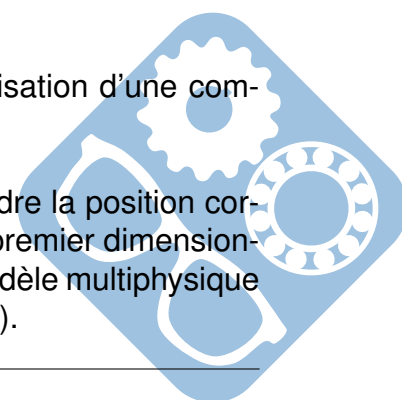 isation d'une com-
dre la position cor-
premier dimension-
dèle multiphysique
).